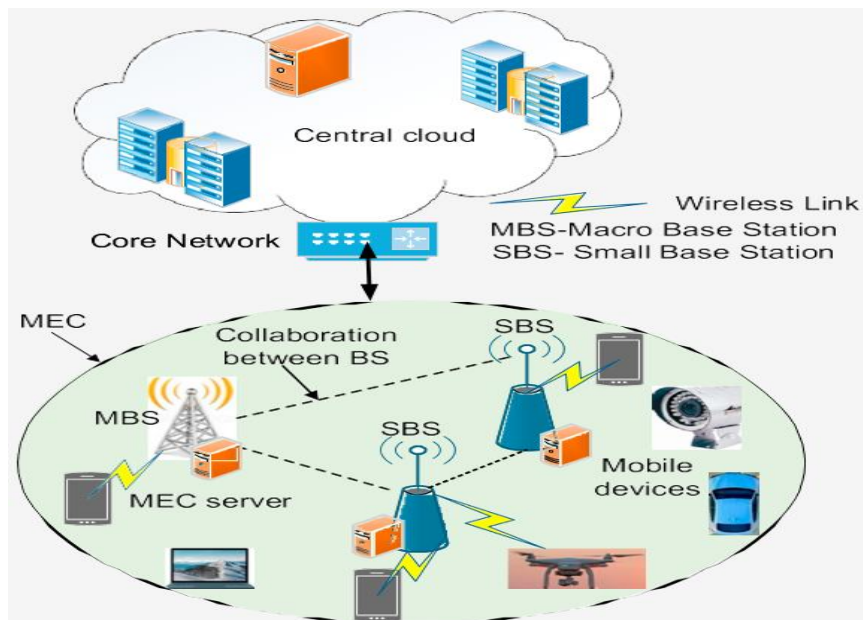 Central cloud
Wireless Link
MBS-Macro Base Station
SBS- Small Base Station
Core Network
MEC
Collaboration
between BS
SBS
MBS
SBS
MEC server
Mobile
devices